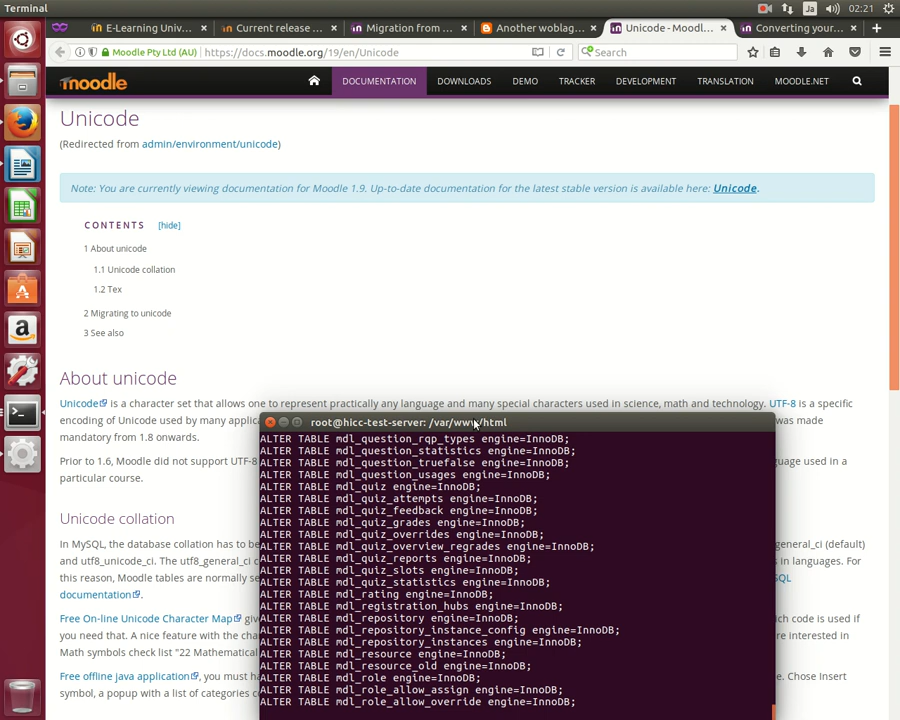 Terminal
Ja
02:21
E-Learning Univ...
Current release ...
Migration from ...
Another woblag...
Unicode - Moodl...
Converting your...
Moodle Pty Ltd (AU)
https://docs.moodle.org/19/en/Unicode
Search
moodle
DOCUMENTATION
DOWNLOADS
DEMO
TRACKER
DEVELOPMENT
TRANSLATION
MOODLE.NET
Unicode
(Redirected from admin/environment/unicode)
Note: You are currently viewing documentation for Moodle 1.9. Up-to-date documentation for the latest stable version is available here: Unicode.
CONTENTS [hide]
1 About unicode
1.1 Unicode collation
1.2 Tex
2 Migrating to unicode
3 See also
About unicode
Unicode is a character set that allows one to represent practically any language and many special characters used in science, math and technology. UTF-8 is a specific
encoding of Unicode used by many applic
was made
mandatory from 1.8 onwards.
Prior to 1.6, Moodle did not support UTF-8
guage used in a
particular course.
Unicode collation
In MySQL, the database collation has to be
general_ci (default)
and utf8_unicode_ci. The utf8_general_ci c
s in languages. For
this reason, Moodle tables are normally se
SQL
documentation.
Free On-line Unicode Character Map giv
ch code is used if
you need that. A nice feature with the cha
are interested in
Math symbols check list "22 Mathematical
Free offline java application, you must ha
. Chose Insert
symbol, a popup with a list of categories c
root@hicc-test-server: /var/www/html
ALTER TABLE mdl_question_rqp_types engine=InnoDB;
ALTER TABLE mdl_question_statistics engine=InnoDB;
ALTER TABLE mdl_question_truefalse engine=InnoDB;
ALTER TABLE mdl_question_usages engine=InnoDB;
ALTER TABLE mdl_quiz engine=InnoDB;
ALTER TABLE mdl_quiz_attempts engine=InnoDB;
ALTER TABLE mdl_quiz_feedback engine=InnoDB;
ALTER TABLE mdl_quiz_grades engine=InnoDB;
ALTER TABLE mdl_quiz_overrides engine=InnoDB;
ALTER TABLE mdl_quiz_overview_regrades engine=InnoDB;
ALTER TABLE mdl_quiz_reports engine=InnoDB;
ALTER TABLE mdl_quiz_slots engine=InnoDB;
ALTER TABLE mdl_quiz_statistics engine=InnoDB;
ALTER TABLE mdl_rating engine=InnoDB;
ALTER TABLE mdl_registration_hubs engine=InnoDB;
ALTER TABLE mdl_repository engine=InnoDB;
ALTER TABLE mdl_repository_instance_config engine=InnoDB;
ALTER TABLE mdl_repository_instances engine=InnoDB;
ALTER TABLE mdl_resource engine=InnoDB;
ALTER TABLE mdl_resource_old engine=InnoDB;
ALTER TABLE mdl_role engine=InnoDB;
ALTER TABLE mdl_role_allow_assign engine=InnoDB;
ALTER TABLE mdl_role_allow_override engine=InnoDB;